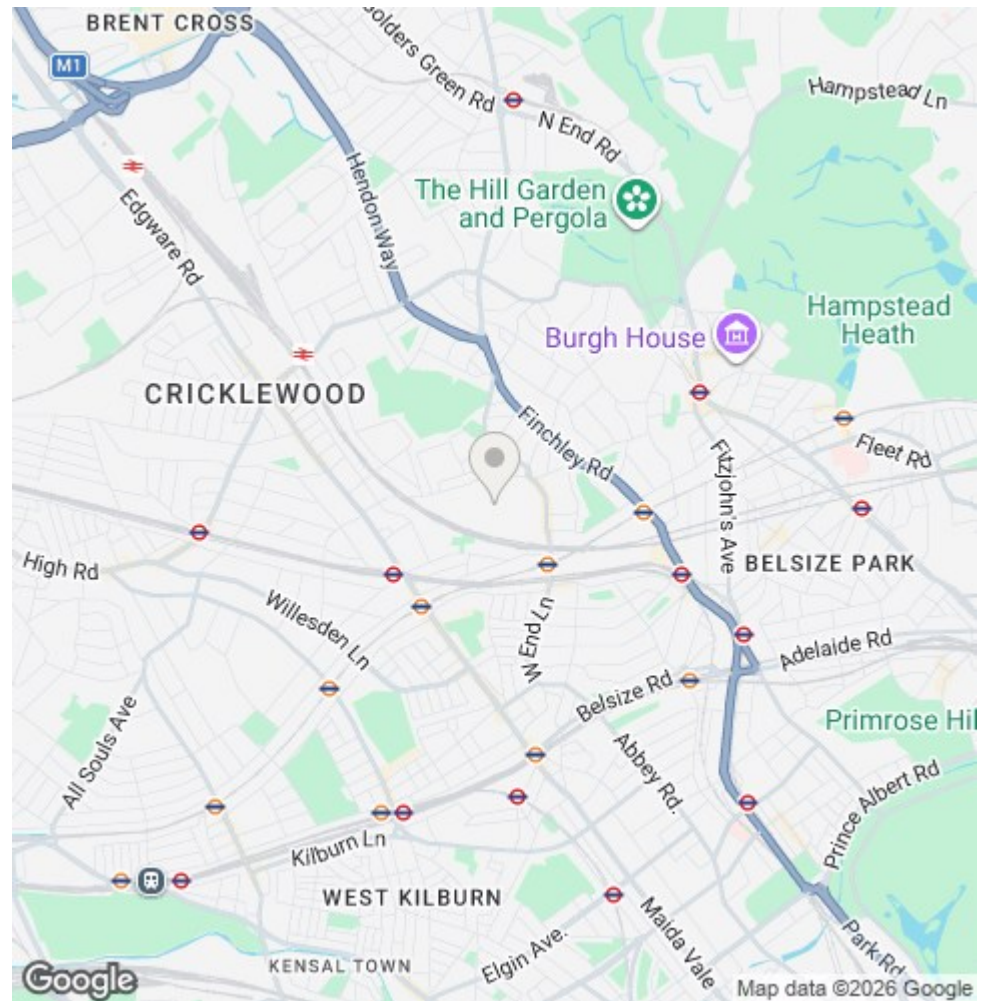 BRENT CROSS
M1
Golders Green Rd
Hampstead Ln
N End Rd
Hendon Way
The Hill Garden
and Pergola
Edgware Rd
Burgh House
Hampstead
Heath
CRICKLEWOOD
Finchley Rd
Fitzjohn's Ave
Fleet Rd
High Rd
BELSIZE PARK
Willesden Ln
W End Ln
Adelaide Rd
Belsize Rd
Primrose Hil
All Souls Ave
Abbey Rd.
Prince Albert Rd
Kilburn Ln
WEST KILBURN
Maida Vale
Elgin Ave.
Park Rd
KENSAL TOWN
Google
Map data ©2026 Google